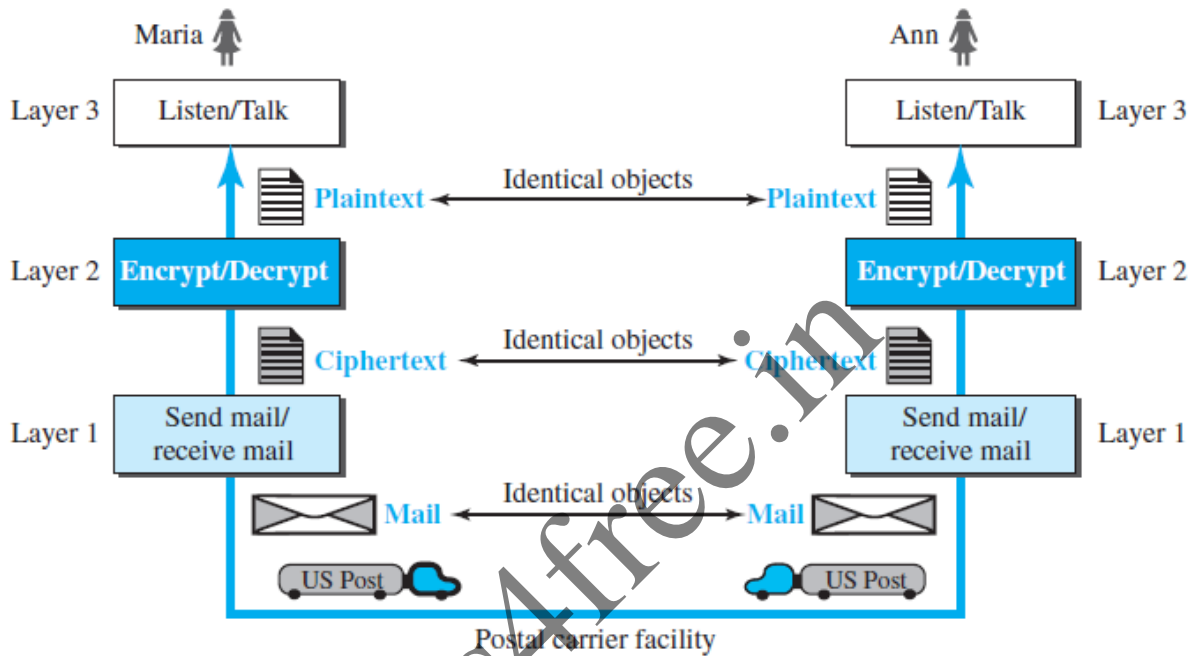 Maria
Ann
Layer 3
Listen/Talk
Listen/Talk
Layer 3
Plaintext
Identical objects
Plaintext
Layer 2
Encrypt/Decrypt
Encrypt/Decrypt
Layer 2
Ciphertext
Identical objects
Ciphertext
Layer 1
Send mail/
receive mail
Send mail/
receive mail
Layer 1
Mail
Identical objects
Mail
US Post
US Post
Postal carrier facility
4free.in